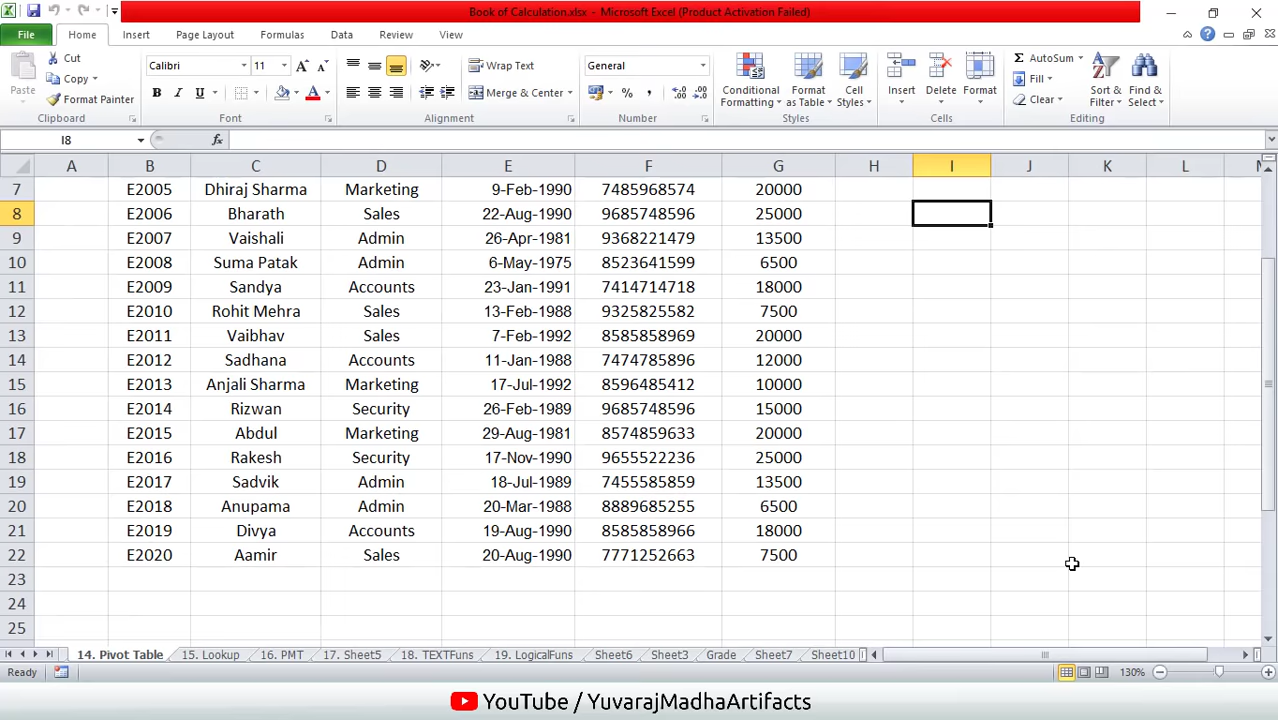 Book of Calculation.xlsx - Microsoft Excel (Product Activation Failed)
File Home Insert Page Layout Formulas Data Review View
Paste Cut Calibri 11 Wrap Text General Conditional Formatting Format as Table Cell Styles Insert Delete Format AutoSum Sort & Filter Find & Select
Copy B I U A Merge & Center % , Fill
Format Painter Clear
Clipboard Font Alignment Number Styles Cells Editing
I8 fx
A B C D E F G H I J K L M
7 E2005 Dhiraj Sharma Marketing 9-Feb-1990 7485968574 20000
8 E2006 Bharath Sales 22-Aug-1990 9685748596 25000
9 E2007 Vaishali Admin 26-Apr-1981 9368221479 13500
10 E2008 Suma Patak Admin 6-May-1975 8523641599 6500
11 E2009 Sandya Accounts 23-Jan-1991 7414714718 18000
12 E2010 Rohit Mehra Sales 13-Feb-1988 9325825582 7500
13 E2011 Vaibhav Sales 7-Feb-1992 8585858969 20000
14 E2012 Sadhana Accounts 11-Jan-1988 7474785896 12000
15 E2013 Anjali Sharma Marketing 17-Jul-1992 8596485412 10000
16 E2014 Rizwan Security 26-Feb-1989 9685748596 15000
17 E2015 Abdul Marketing 29-Aug-1981 8574859633 20000
18 E2016 Rakesh Security 17-Nov-1990 9655522236 25000
19 E2017 Sadvik Admin 18-Jul-1989 7455585859 13500
20 E2018 Anupama Admin 20-Mar-1988 8889685255 6500
21 E2019 Divya Accounts 19-Aug-1990 8585858966 18000
22 E2020 Aamir Sales 20-Aug-1990 7771252663 7500
23
24
25
14. Pivot Table 15. Lookup 16. PMT 17. Sheet5 18. TEXTFuns 19. LogicalFuns Sheet6 Sheet3 Grade Sheet7 Sheet10
Ready 130%
YouTube / YuvarajMadhaArtifacts